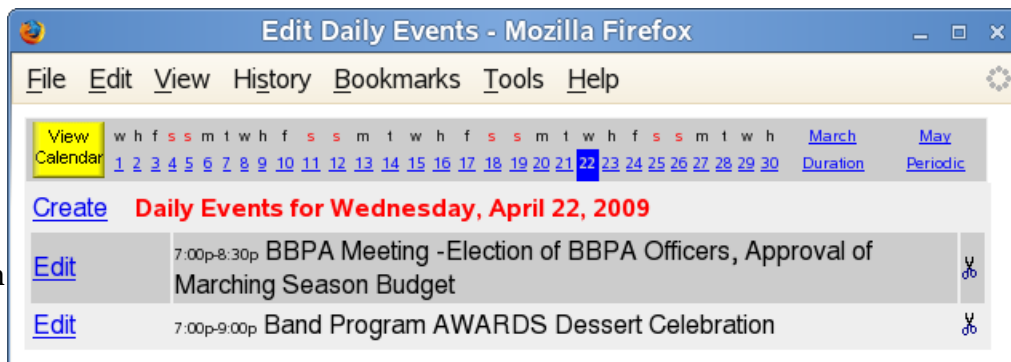 Edit Daily Events - Mozilla Firefox
File Edit View History Bookmarks Tools Help
View Calendar
w h f s s m t w h f s s m t w h f s s m t w h f s s m t w h
1 2 3 4 5 6 7 8 9 10 11 12 13 14 15 16 17 18 19 20 21 22 23 24 25 26 27 28 29 30
March May
Duration Periodic
Create Daily Events for Wednesday, April 22, 2009
Edit 7:00p-8:30p BBPA Meeting -Election of BBPA Officers, Approval of
Marching Season Budget
Edit 7:00p-9:00p Band Program AWARDS Dessert Celebration